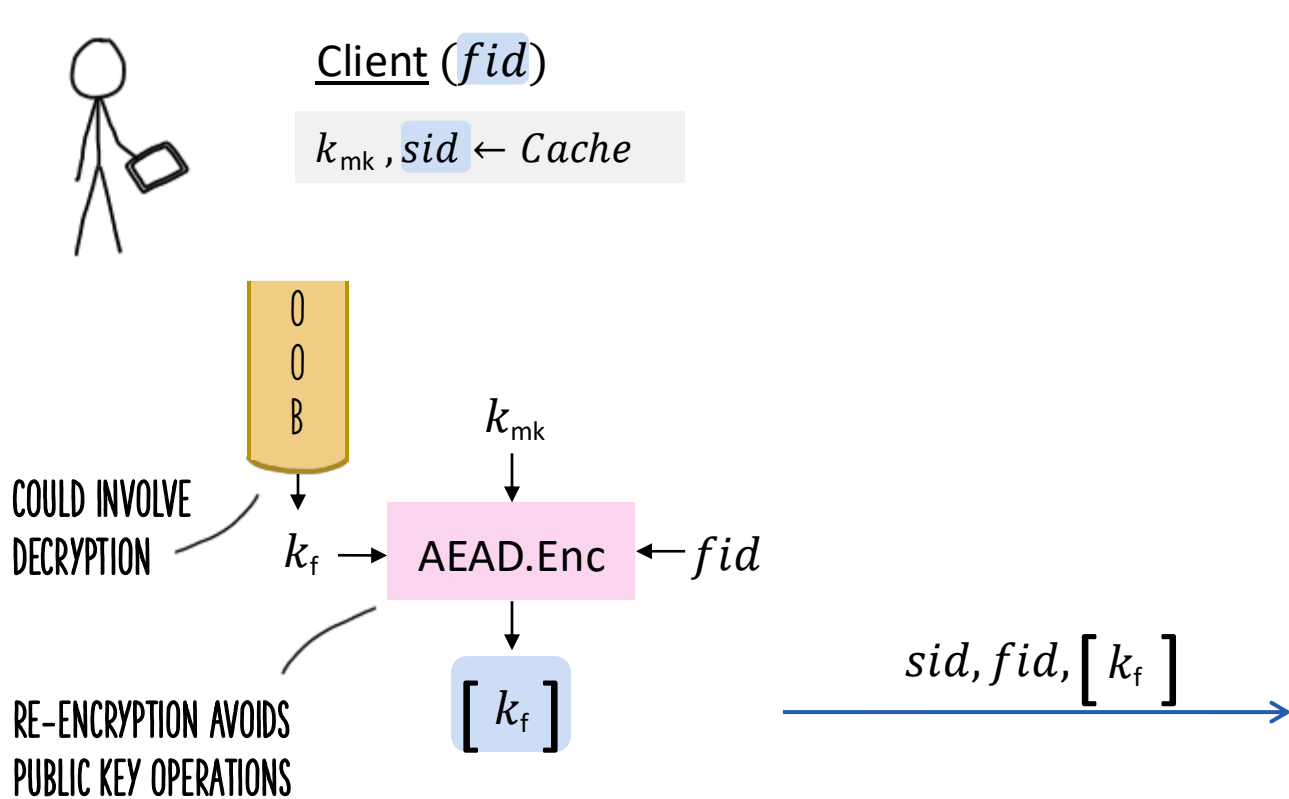 Client (fid)
k_mk , sid ← Cache
O
O
B
k_mk
COULD INVOLVE
DECRYPTION
k_f
AEAD.Enc
fid
sid, fid, [ k_f ]
[ k_f ]
RE-ENCRYPTION AVOIDS
PUBLIC KEY OPERATIONS